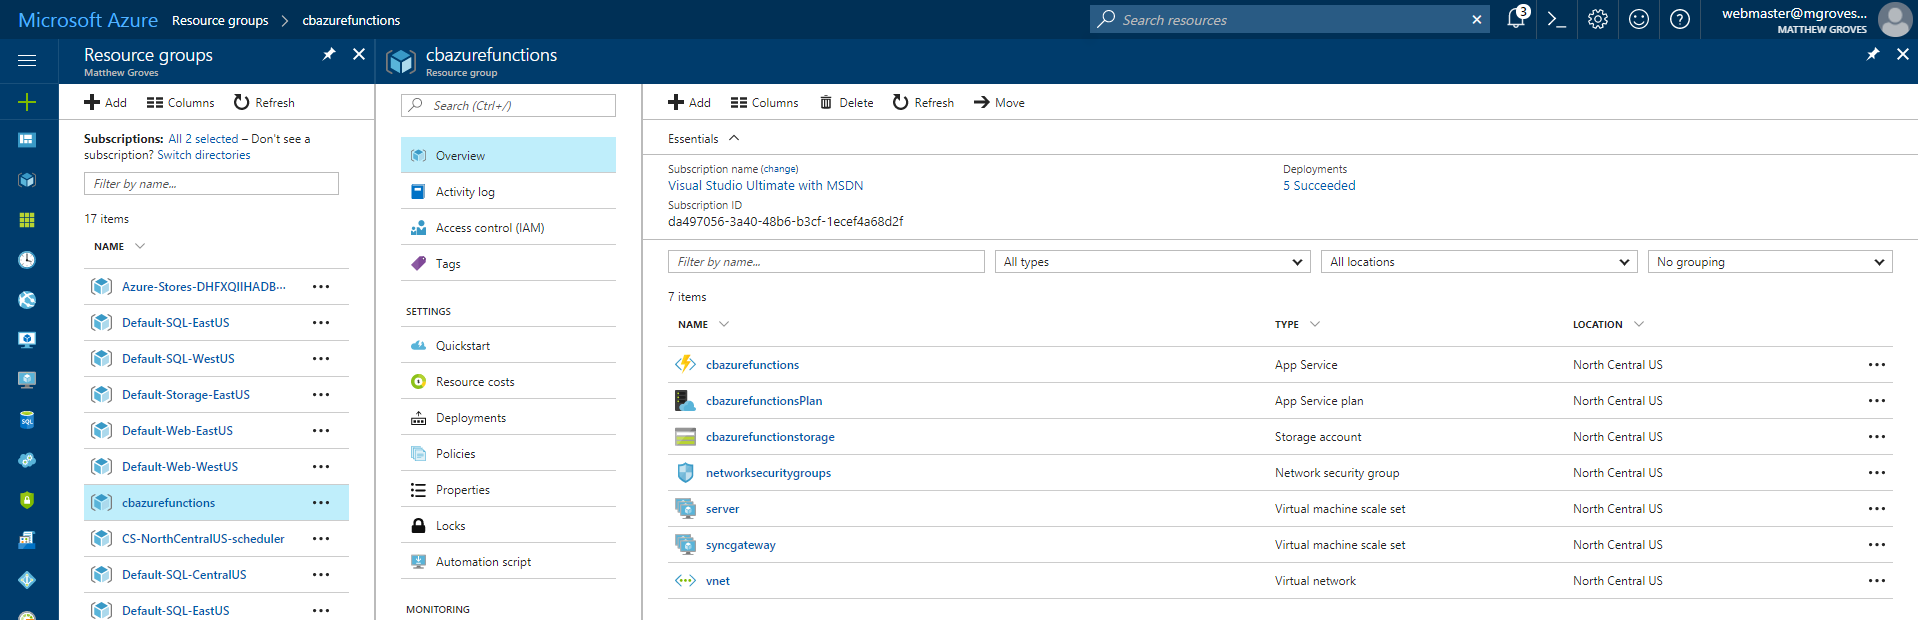 Microsoft Azure Resource groups > cbazurefunctions
Search resources
3
webmaster@mgroves...
MATTHEW GROVES
Resource groups
Matthew Groves
Add Columns Refresh
Subscriptions: All 2 selected – Don't see a
subscription? Switch directories
Filter by name...
17 items
NAME
Azure-Stores-DHFXQIIHADB...
Default-SQL-EastUS
Default-SQL-WestUS
Default-Storage-EastUS
Default-Web-EastUS
Default-Web-WestUS
cbazurefunctions
CS-NorthCentralUS-scheduler
Default-SQL-CentralUS
Default-SQL-EastUS
cbazurefunctions
Resource group
Search (Ctrl+/)
Overview
Activity log
Access control (IAM)
Tags
SETTINGS
Quickstart
Resource costs
Deployments
Policies
Properties
Locks
Automation script
MONITORING
Add Columns Delete Refresh Move
Essentials
Subscription name (change)
Visual Studio Ultimate with MSDN
Subscription ID
da497056-3a40-48b6-b3cf-1ecef4a68d2f
Deployments
5 Succeeded
Filter by name... All types All locations No grouping
7 items
NAME TYPE LOCATION
cbazurefunctions App Service North Central US
cbazurefunctionsPlan App Service plan North Central US
cbazurefunctionstorage Storage account North Central US
networksecuritygroups Network security group North Central US
server Virtual machine scale set North Central US
syncgateway Virtual machine scale set North Central US
vnet Virtual network North Central US